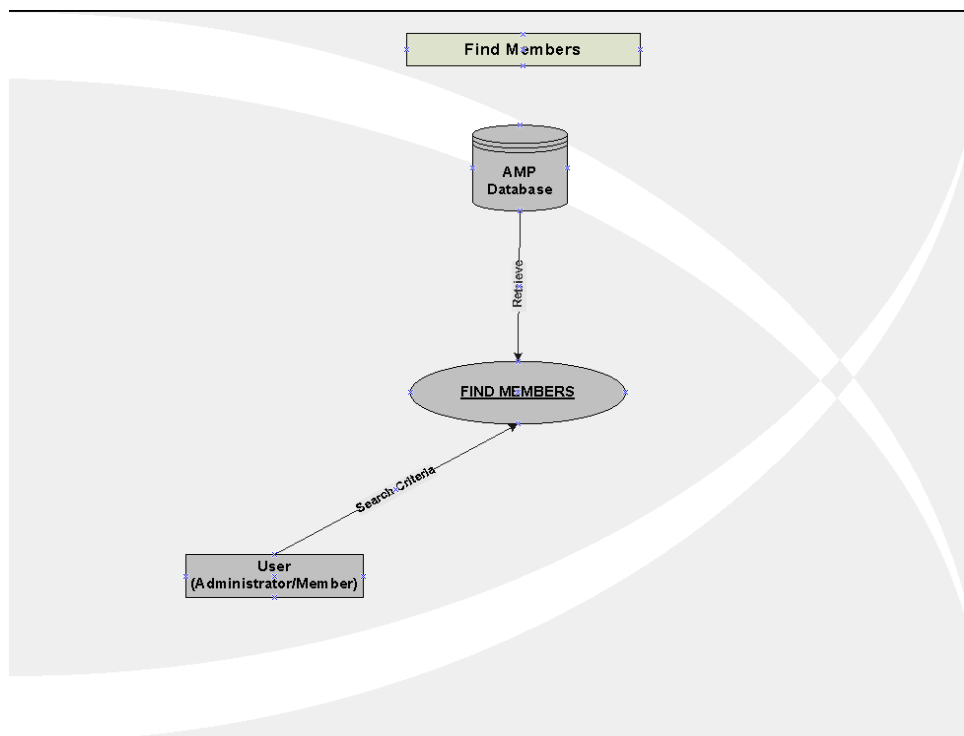 Find Members
AMP
Database
Retrieve
FIND MEMBERS
Search Criteria
User
(Administrator/Member)